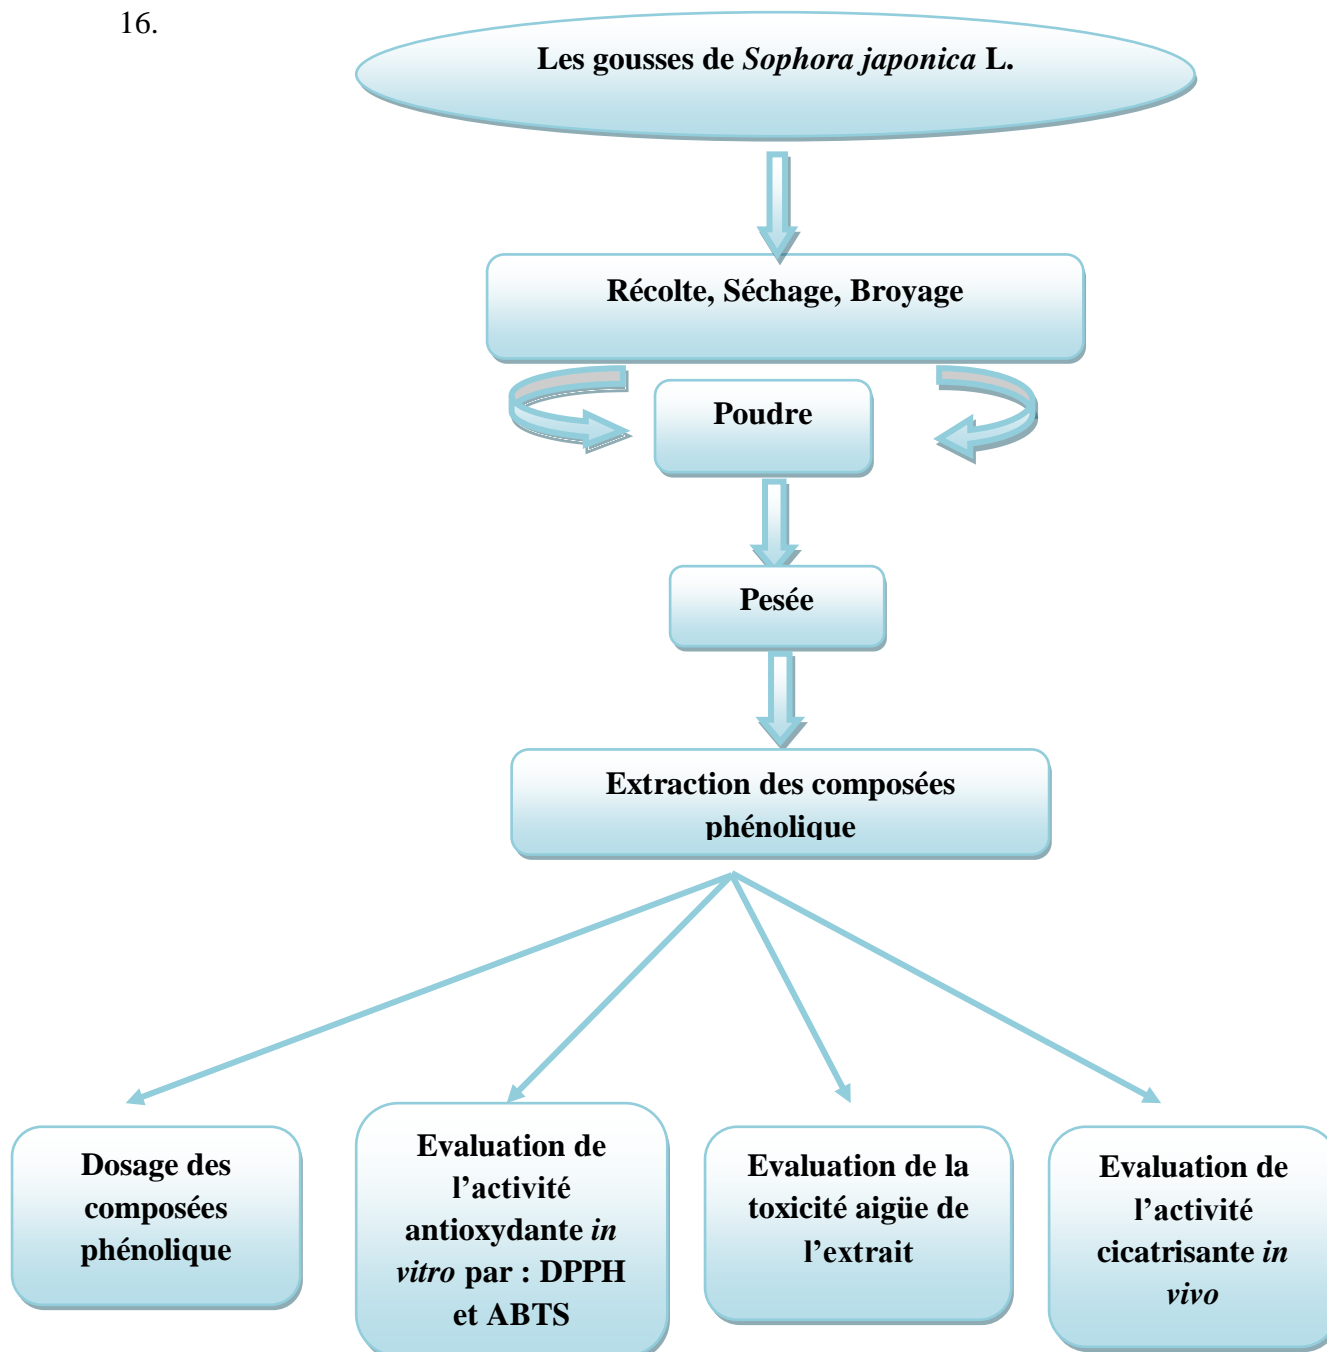 16.
Les gousses de Sophora japonica L.
Récolte, Séchage, Broyage
Poudre
Pesée
Extraction des composées
phénolique
Dosage des
composées
phénolique
Evaluation de
l’activité
antioxydante in
vitro par : DPPH
et ABTS
Evaluation de la
toxicité aigüe de
l’extrait
Evaluation de
l’activité
cicatrisante in
vivo